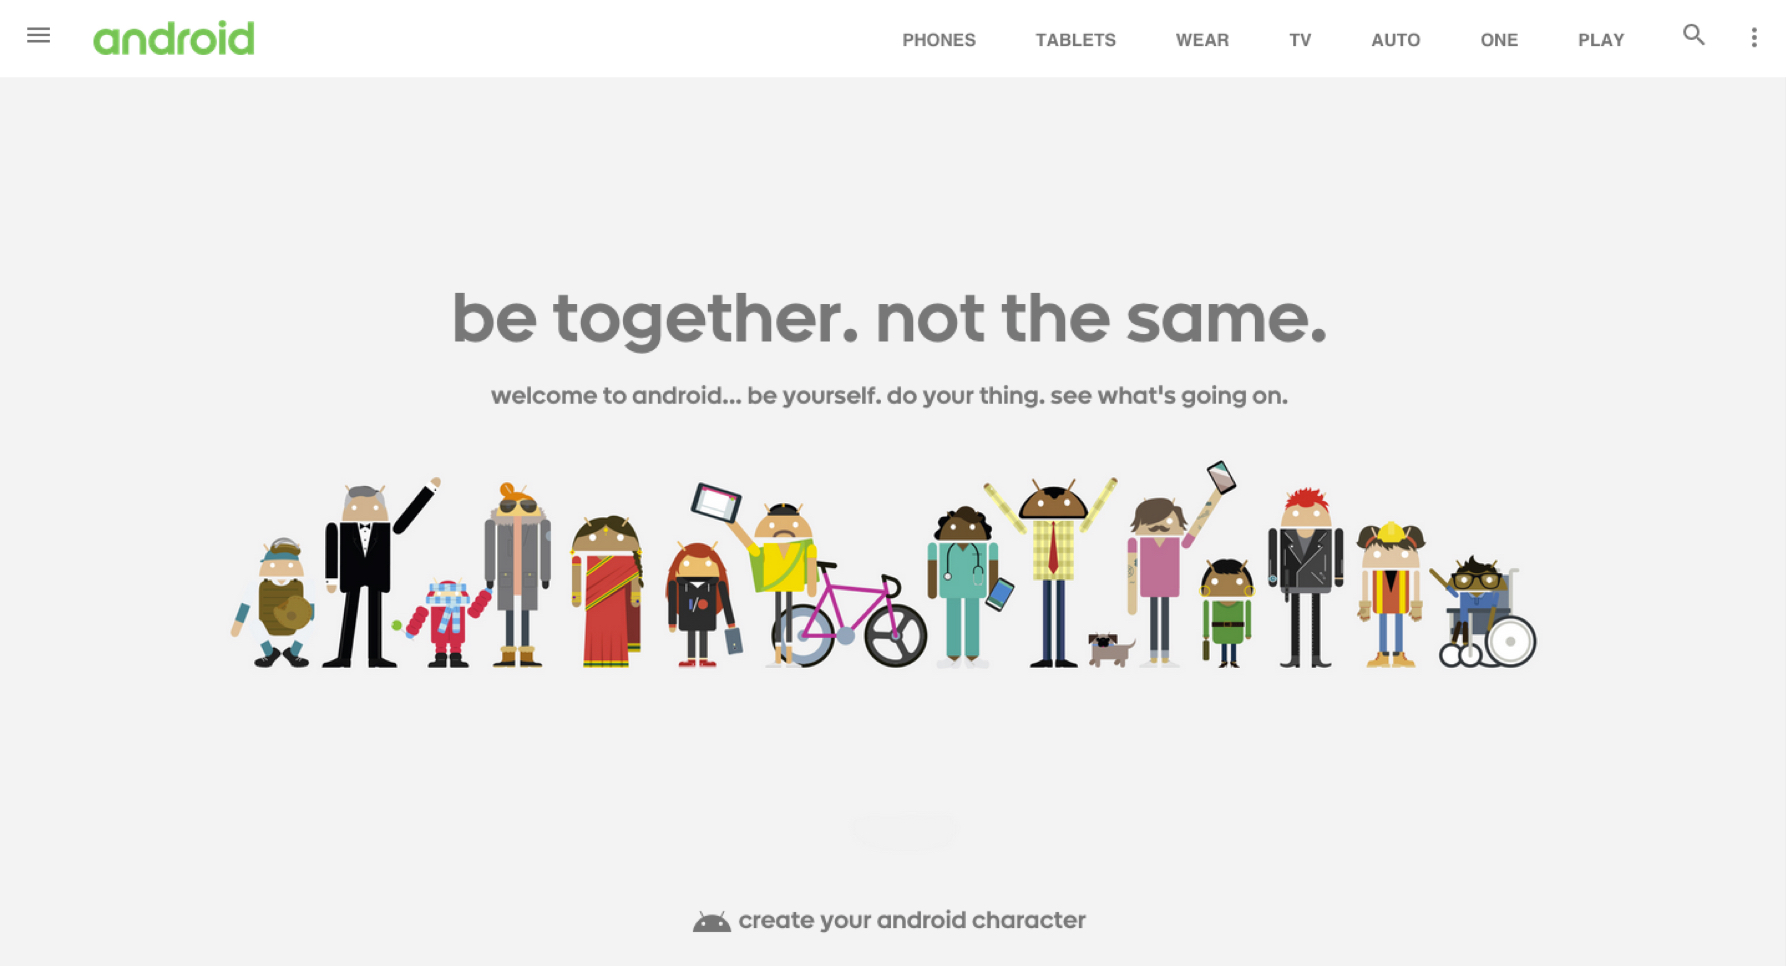 android PHONES TABLETS WEAR TV AUTO ONE PLAY
be together. not the same.
welcome to android... be yourself. do your thing. see what's going on.
create your android character